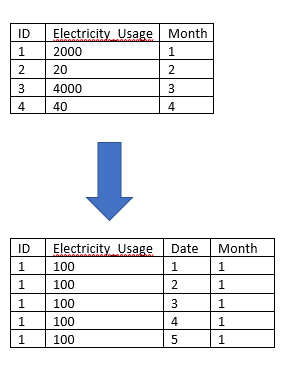 ID Electricity_Usage Month
1 2000 1
2 20 2
3 4000 3
4 40 4
ID Electricity_Usage Date Month
1 100 1 1
1 100 2 1
1 100 3 1
1 100 4 1
1 100 5 1